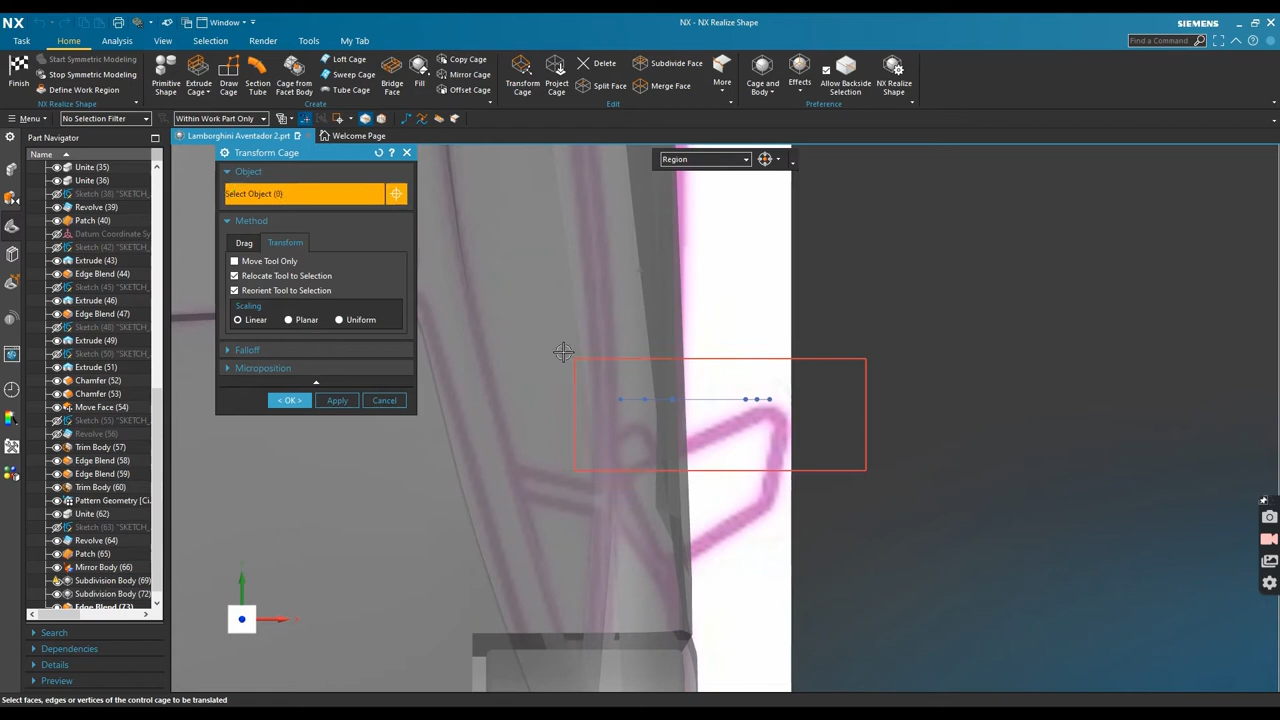 NX
Window
NX - NX Realize Shape
SIEMENS
Task
Home
Analysis
View
Selection
Render
Tools
My Tab
Find a Command
Finish
Start Symmetric Modeling
Stop Symmetric Modeling
Define Work Region
NX Realize Shape
Primitive Shape
Extrude Cage
Draw Cage
Section Tube
Cage from Facet Body
Loft Cage
Sweep Cage
Tube Cage
Bridge Face
Fill
Copy Cage
Mirror Cage
Offset Cage
Create
Transform Cage
Project Cage
Delete
Split Face
Subdivide Face
Merge Face
More
Edit
Cage and Body
Effects
Allow Backside Selection
NX Realize Shape
Preference
Menu
No Selection Filter
Within Work Part Only
Part Navigator
Lamborghini Aventador 2.prt
Welcome Page
Name
Unite (35)
Unite (36)
Sketch (38) "SKETCH_
Revolve (39)
Patch (40)
Datum Coordinate Sy
Sketch (42) "SKETCH_
Extrude (43)
Edge Blend (44)
Sketch (45) "SKETCH_
Extrude (46)
Edge Blend (47)
Sketch (48) "SKETCH_
Extrude (49)
Sketch (50) "SKETCH_
Extrude (51)
Chamfer (52)
Chamfer (53)
Move Face (54)
Sketch (55) "SKETCH_
Revolve (56)
Trim Body (57)
Edge Blend (58)
Edge Blend (59)
Trim Body (60)
Pattern Geometry [Ci
Unite (62)
Sketch (63) "SKETCH_
Revolve (64)
Patch (65)
Mirror Body (66)
Subdivision Body (69)
Subdivision Body (72)
Edge Blend (73)
Search
Dependencies
Details
Preview
Transform Cage
Object
Select Object (0)
Method
Drag
Transform
Move Tool Only
Relocate Tool to Selection
Reorient Tool to Selection
Scaling
Linear
Planar
Uniform
Falloff
Microposition
< OK >
Apply
Cancel
Region
Select faces, edges or vertices of the control cage to be translated